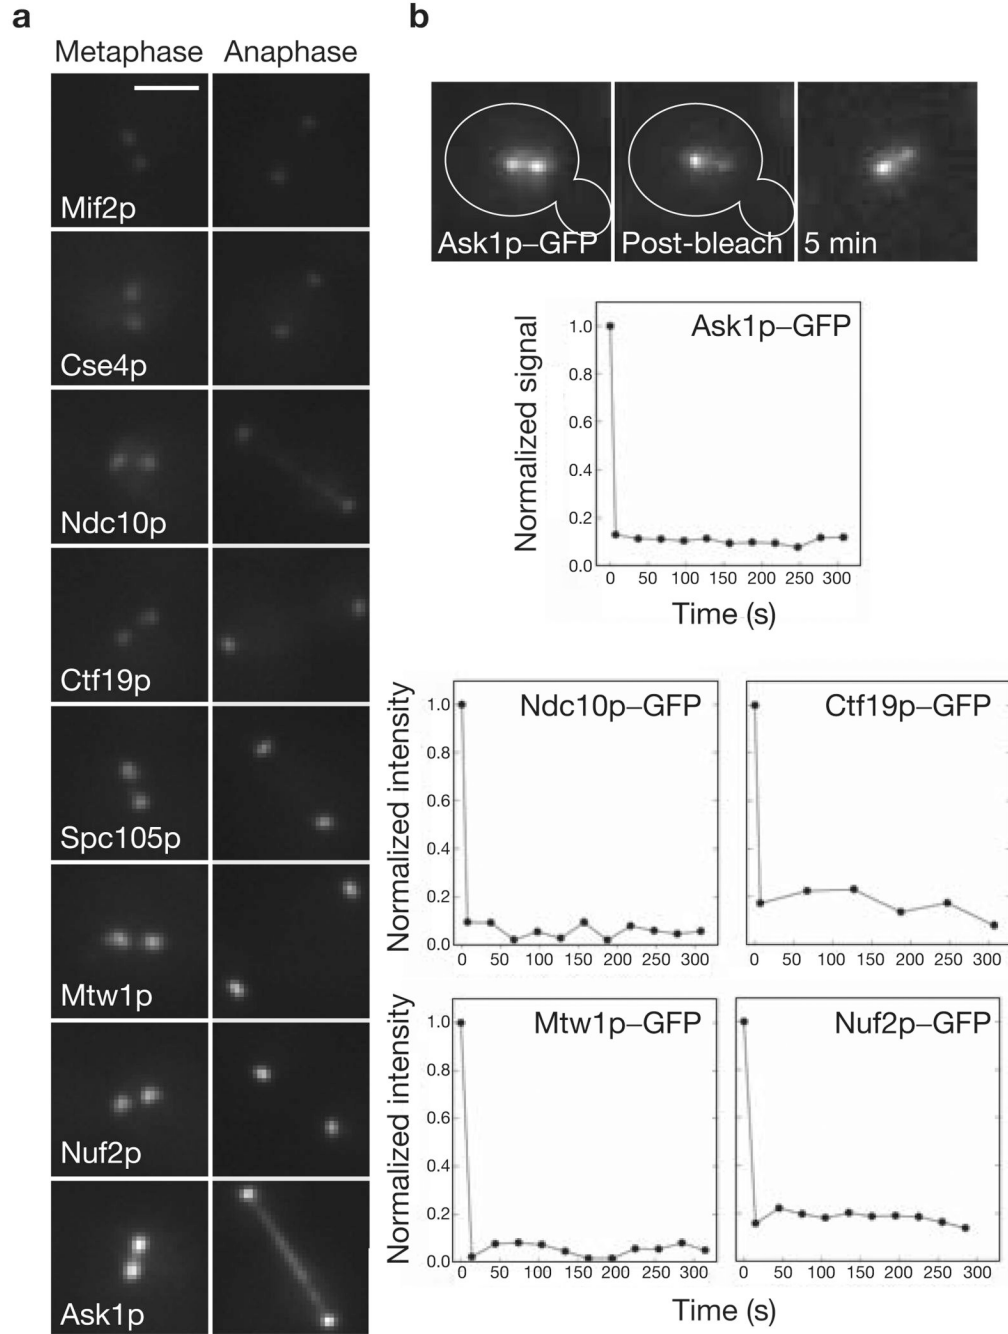 a
Metaphase Anaphase
Mif2p
Cse4p
Ndc10p
Ctf19p
Spc105p
Mtw1p
Nuf2p
Ask1p
b
Ask1p–GFP Post-bleach 5 min
Ask1p–GFP
Normalized signal
1.0
0.8
0.6
0.4
0.2
0.0
0 50 100 150 200 250 300
Time (s)
Ndc10p–GFP
Normalized intensity
1.0
0.8
0.6
0.4
0.2
0.0
0 50 100 150 200 250 300
Ctf19p–GFP
0 50 100 150 200 250 300
Mtw1p–GFP
Normalized intensity
1.0
0.8
0.6
0.4
0.2
0.0
0 50 100 150 200 250 300
Nuf2p–GFP
0 50 100 150 200 250 300
Time (s)